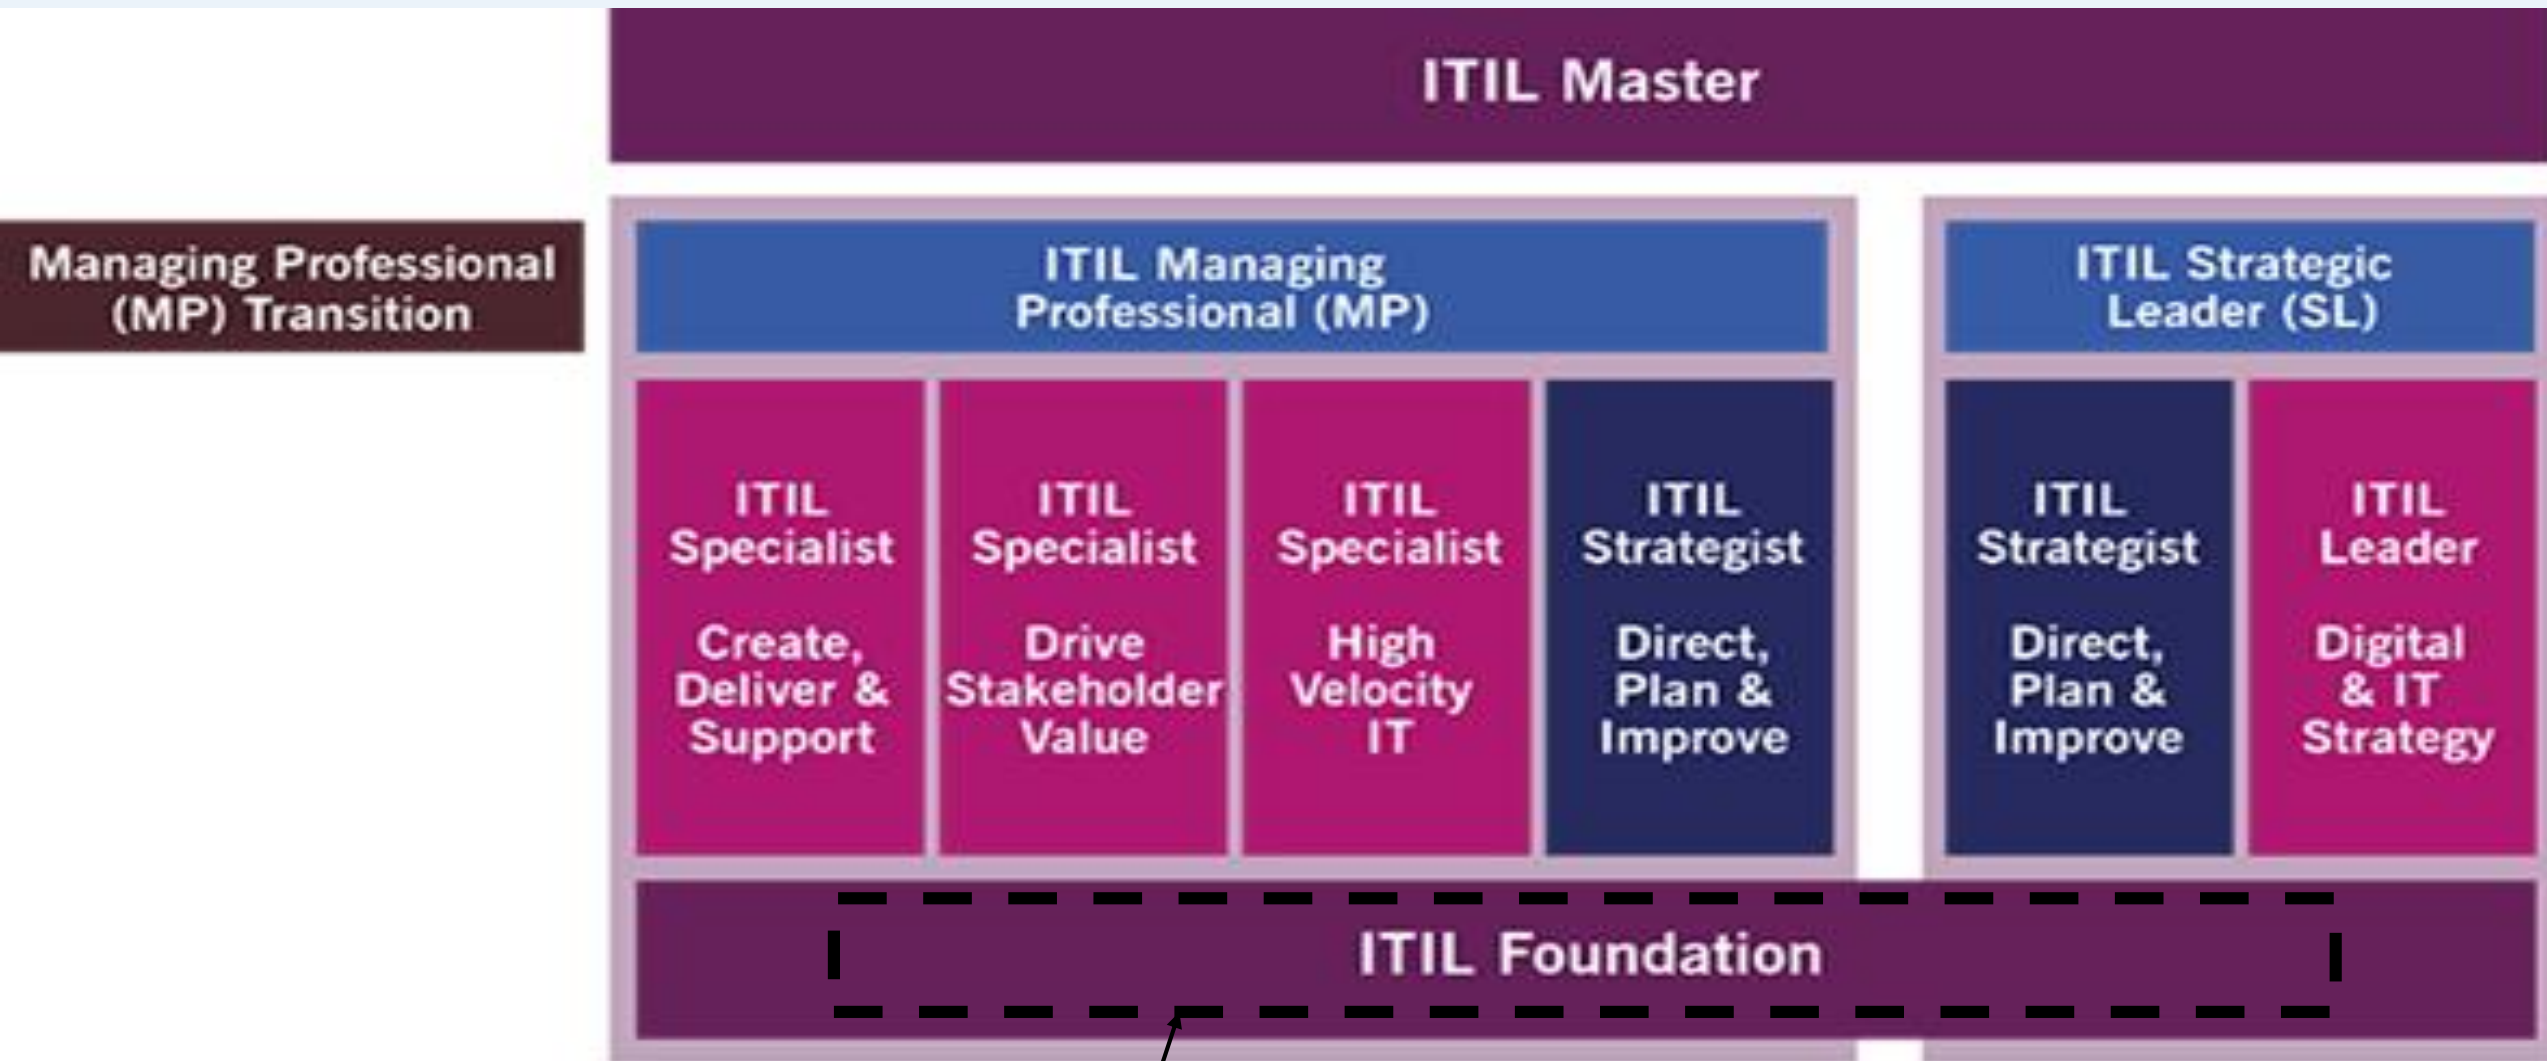 ITIL Master
Managing Professional
(MP) Transition
ITIL Managing
Professional (MP)
ITIL Strategic
Leader (SL)
ITIL
Specialist
Create,
Deliver &
Support
ITIL
Specialist
Drive
Stakeholder
Value
ITIL
Specialist
High
Velocity
IT
ITIL
Strategist
Direct,
Plan &
Improve
ITIL
Strategist
Direct,
Plan &
Improve
ITIL
Leader
Digital
& IT
Strategy
ITIL Foundation